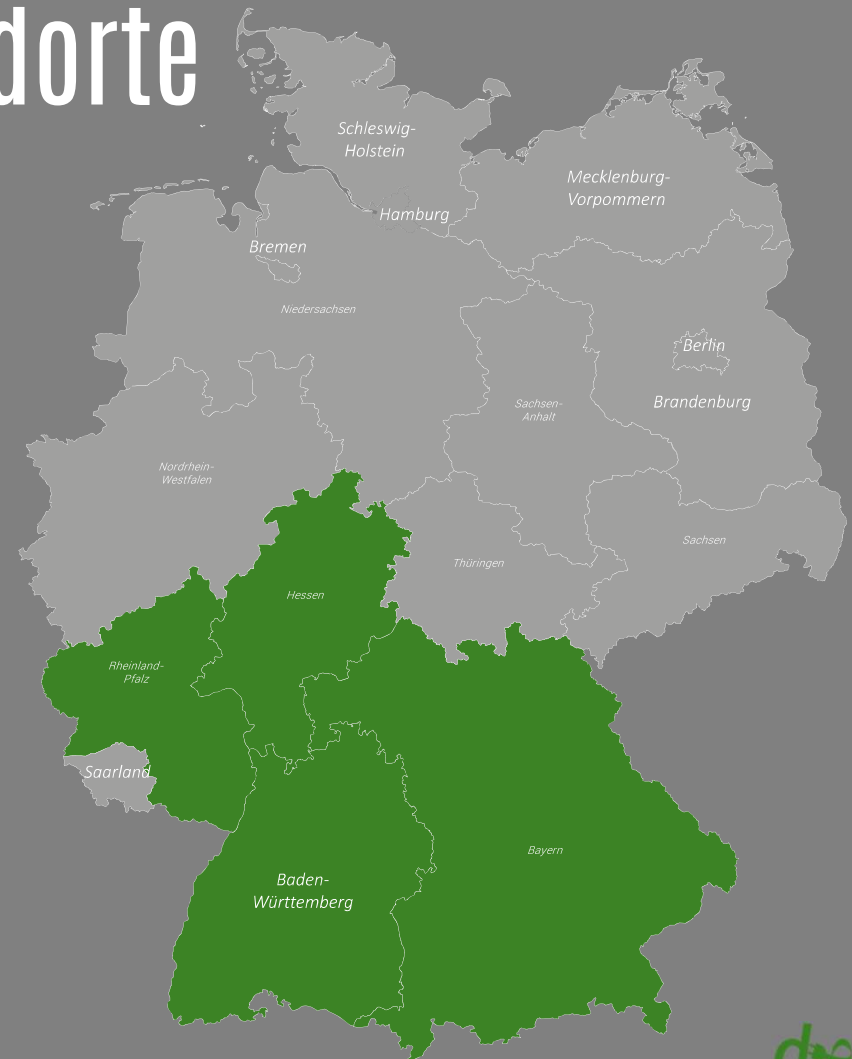 dorte
Schleswig-
Holstein
Mecklenburg-
Vorpommern
Hamburg
Bremen
Niedersachsen
Berlin
Sachsen-
Anhalt
Brandenburg
Nordrhein-
Westfalen
Sachsen
Thüringen
Hessen
Rheinland-
Pfalz
Saarland
Bayern
Baden-
Württemberg